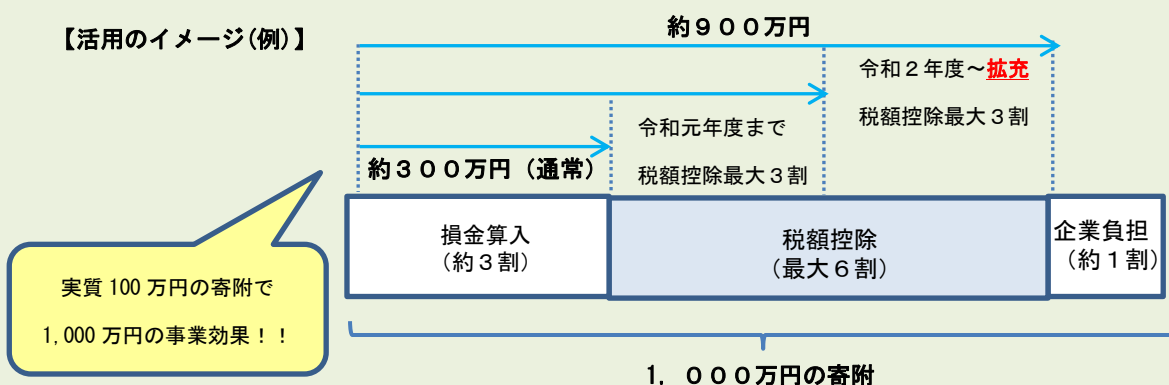 【活用のイメージ(例)】
約９００万円
令和２年度～拡充
税額控除最大３割
令和元年度まで
税額控除最大３割
約３００万円（通常）
損金算入
（約３割）
税額控除
（最大６割）
企業負担
（約１割）
実質 100 万円の寄附で
1,000 万円の事業効果！！
１，０００万円の寄附